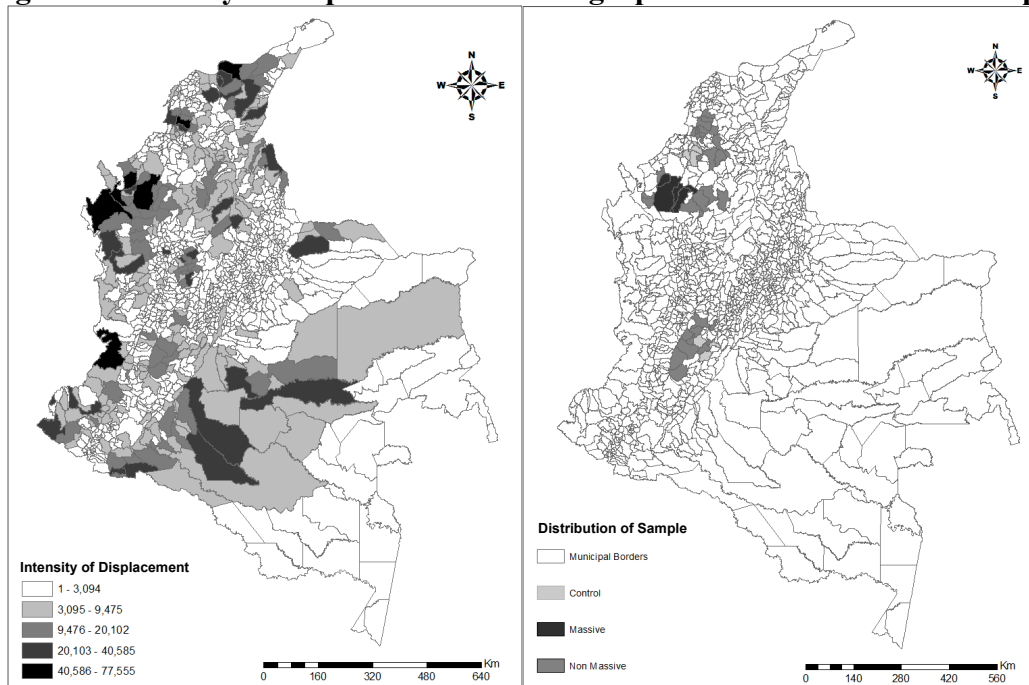 N
W E
S
Intensity of Displacement
1 - 3,094
3,095 - 9,475
9,476 - 20,102
20,103 - 40,585
40,586 - 77,555
Km
0 160 320 480 640
N
W E
S
Distribution of Sample
Municipal Borders
Control
Massive
Non Massive
Km
0 140 280 420 560